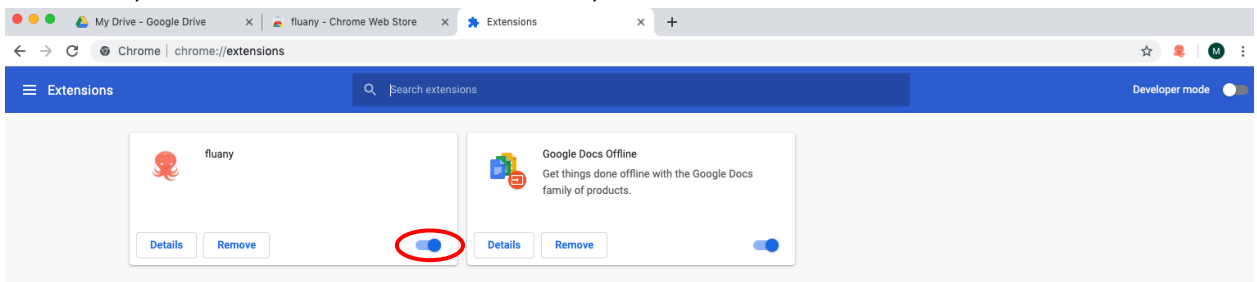 My Drive - Google Drive
fluany - Chrome Web Store
Extensions
Chrome | chrome://extensions
M
Extensions
Search extensions
Developer mode
fluany
Google Docs Offline
Get things done offline with the Google Docs
family of products.
Details Remove
Details Remove